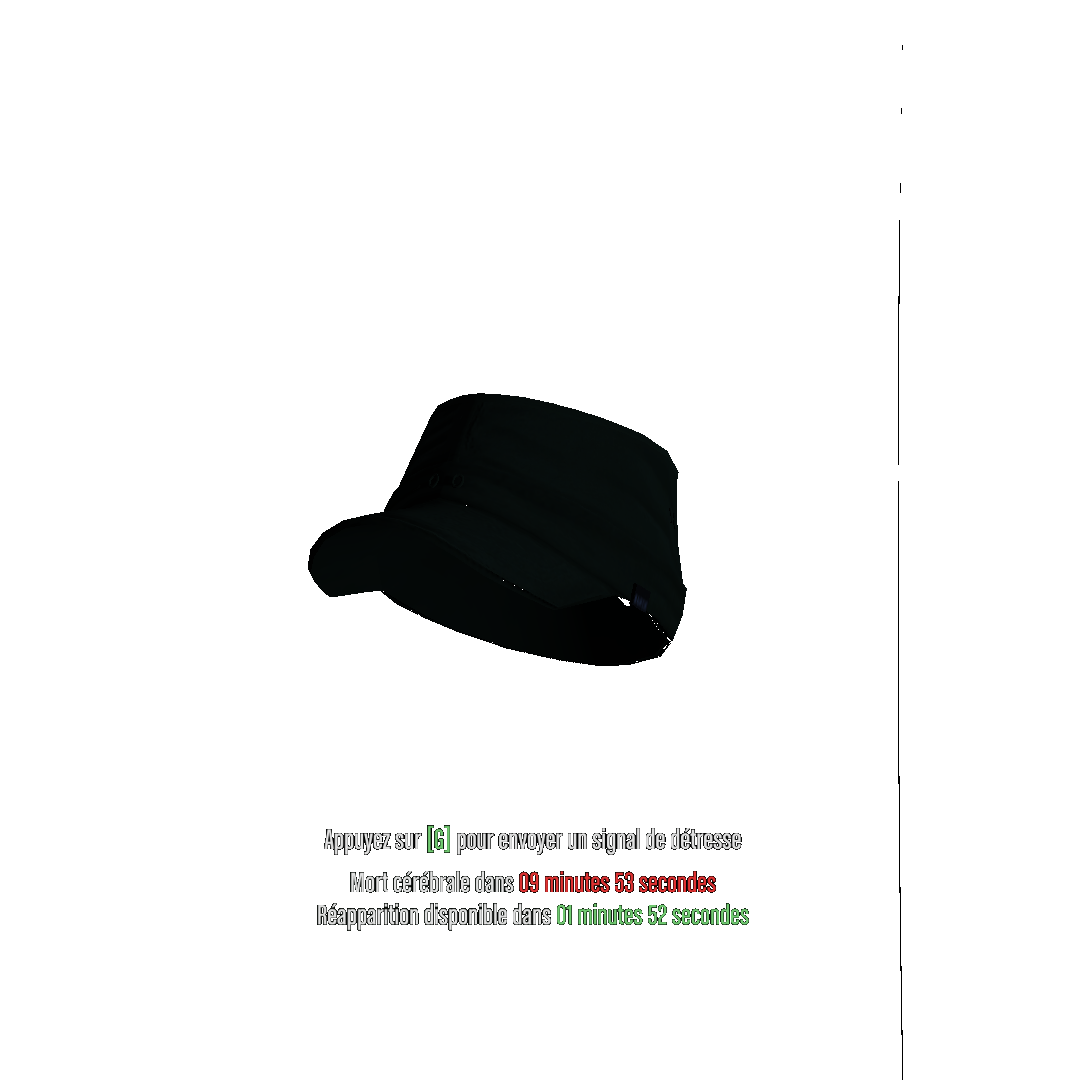 Appuyez sur [G] pour envoyer un signal de détresse
Mort cérébrale dans 09 minutes 53 secondes
Réapparition disponible dans 01 minutes 52 secondes